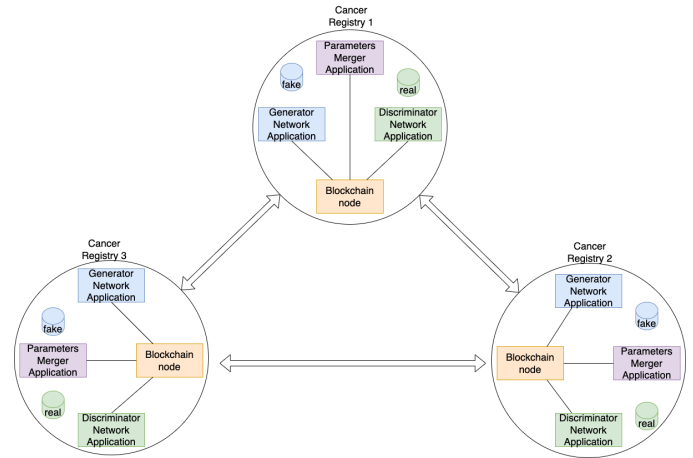 Cancer
Registry 1
Parameters
Merger
Application
fake
real
Generator
Network
Application
Discriminator
Network
Application
Blockchain
node
Cancer
Registry 3
Generator
Network
Application
fake
Parameters
Merger
Application
Blockchain
node
real
Discriminator
Network
Application
Cancer
Registry 2
Generator
Network
Application
fake
Blockchain
node
Parameters
Merger
Application
real
Discriminator
Network
Application